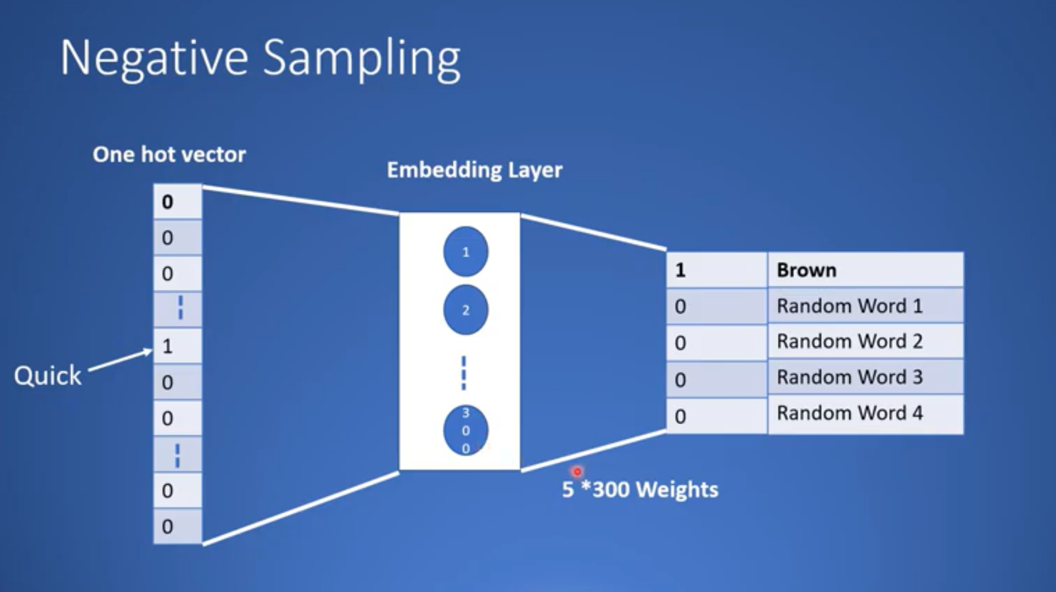 Negative Sampling
One hot vector
Embedding Layer
0
0
0
1
0
0
0
0
Quick
1
2
3
0
0
1 Brown
0 Random Word 1
0 Random Word 2
0 Random Word 3
0 Random Word 4
5 *300 Weights